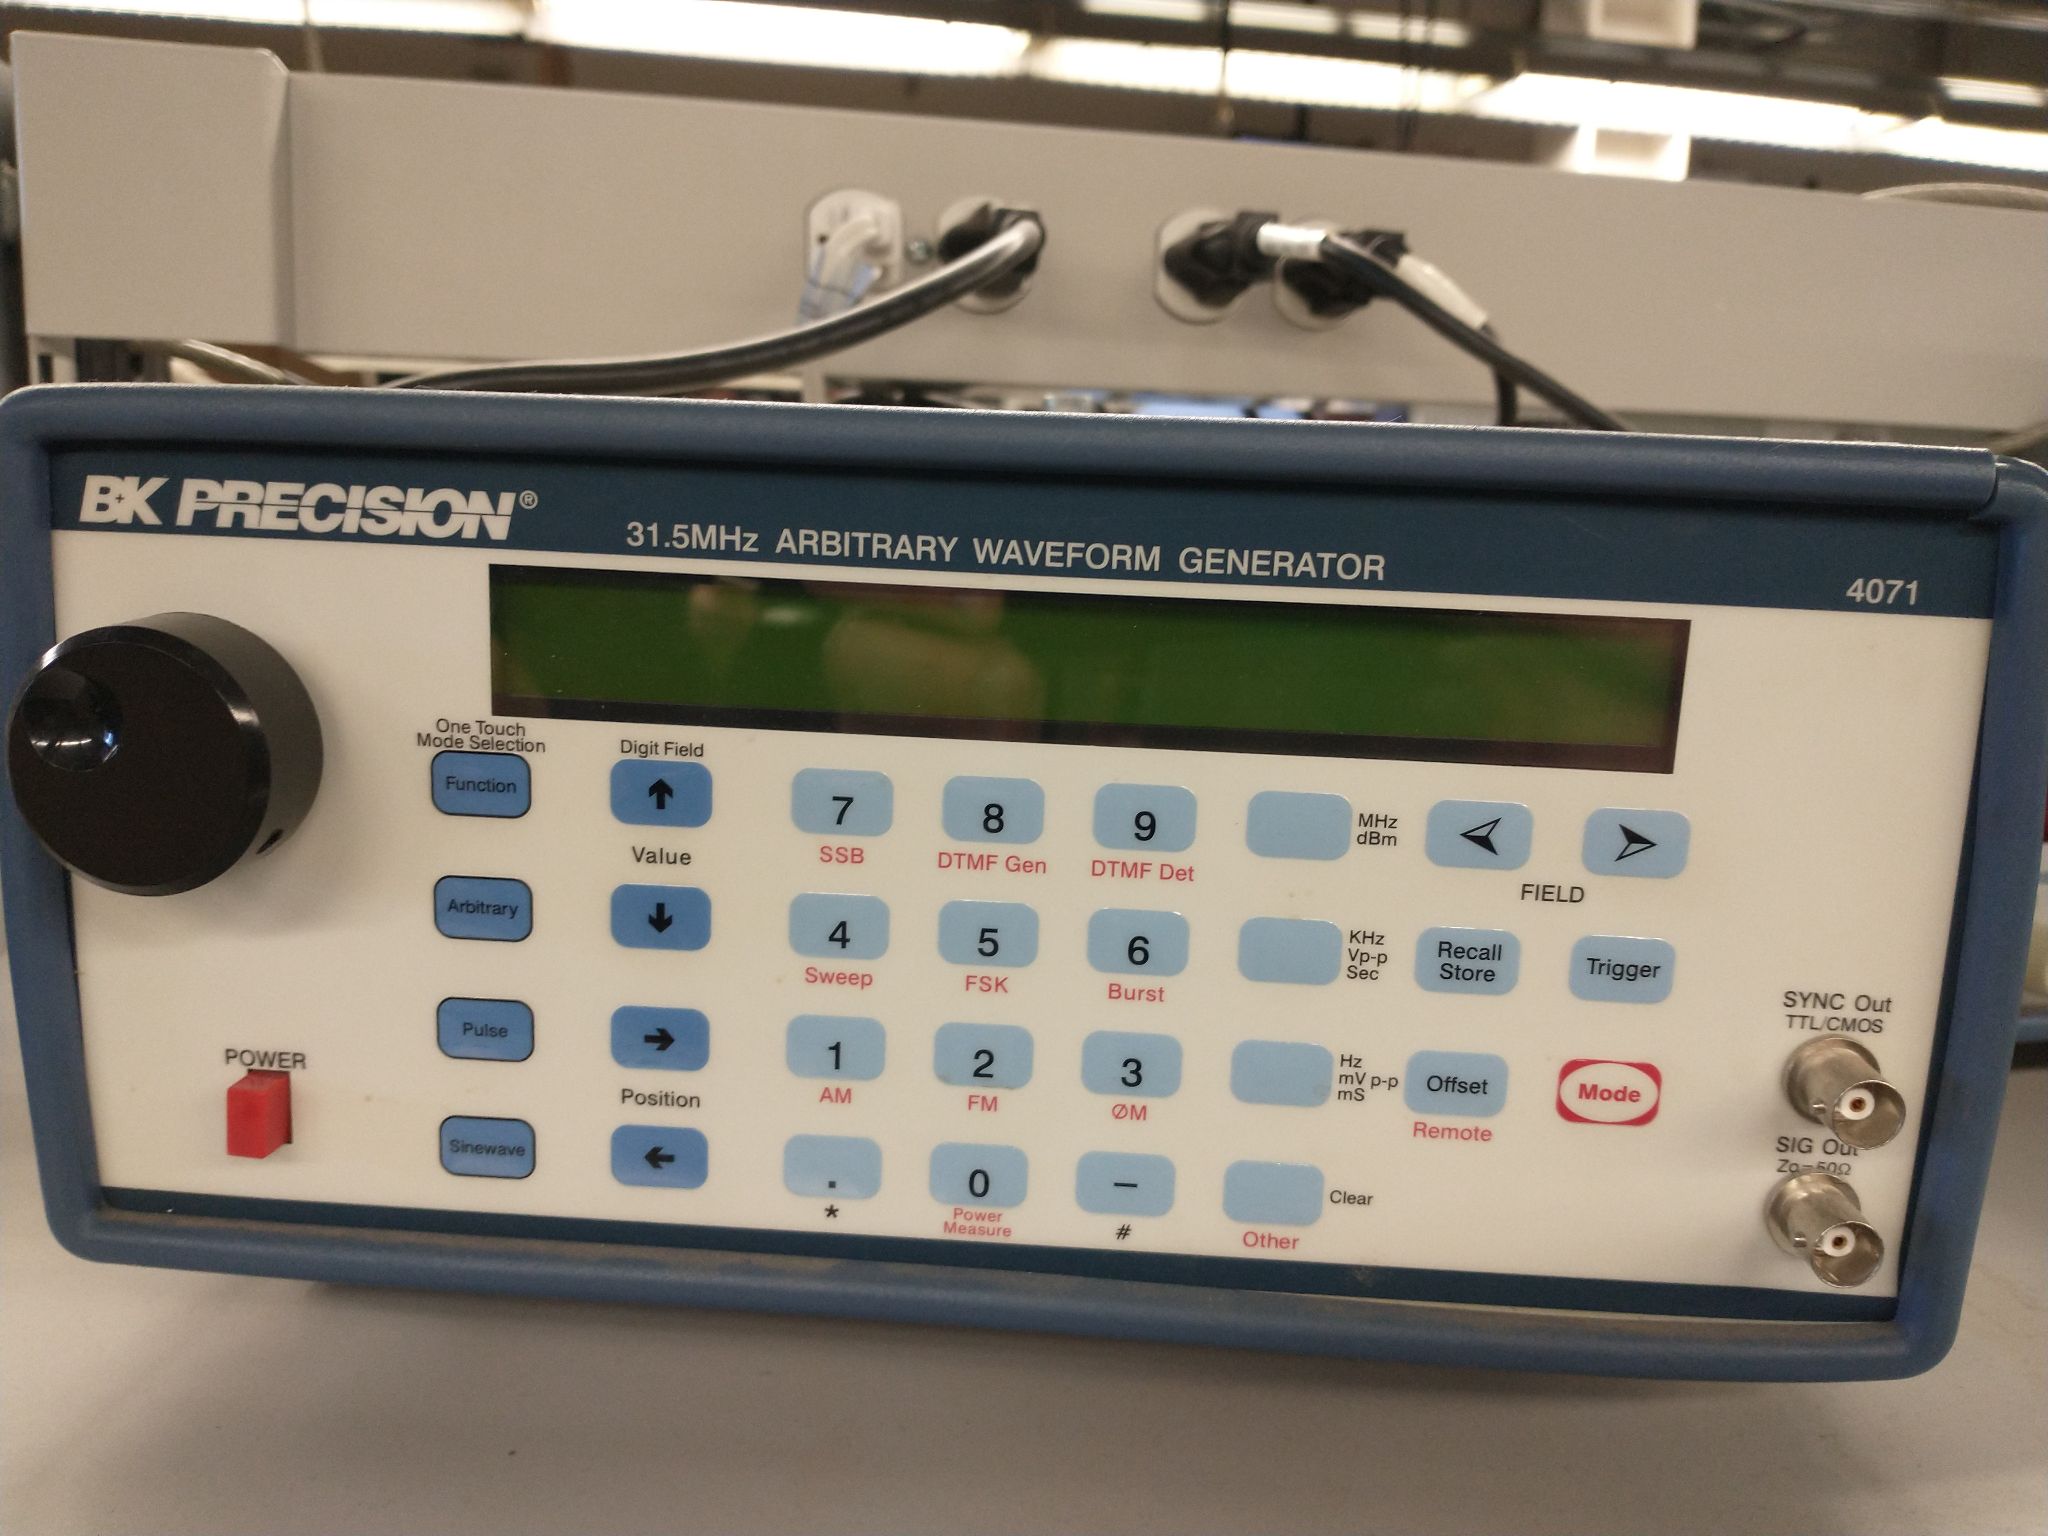 B+K PRECISION®
31.5MHz ARBITRARY WAVEFORM GENERATOR
4071
One Touch
Mode Selection
Function
Arbitrary
Pulse
Sinewave
POWER
Digit Field
↑
Value
↓
→
Position
←
7
SSB
8
DTMF Gen
9
DTMF Det
MHz
dBm
4
Sweep
5
FSK
6
Burst
KHz
Vp-p
Sec
1
AM
2
FM
3
ØM
Hz
mV p-p
mS
.
*
0
Power
Measure
–
#
Clear
Other
FIELD
Recall
Store
Trigger
Offset
Remote
Mode
SYNC Out
TTL/CMOS
SIG Out
Zo=50Ω